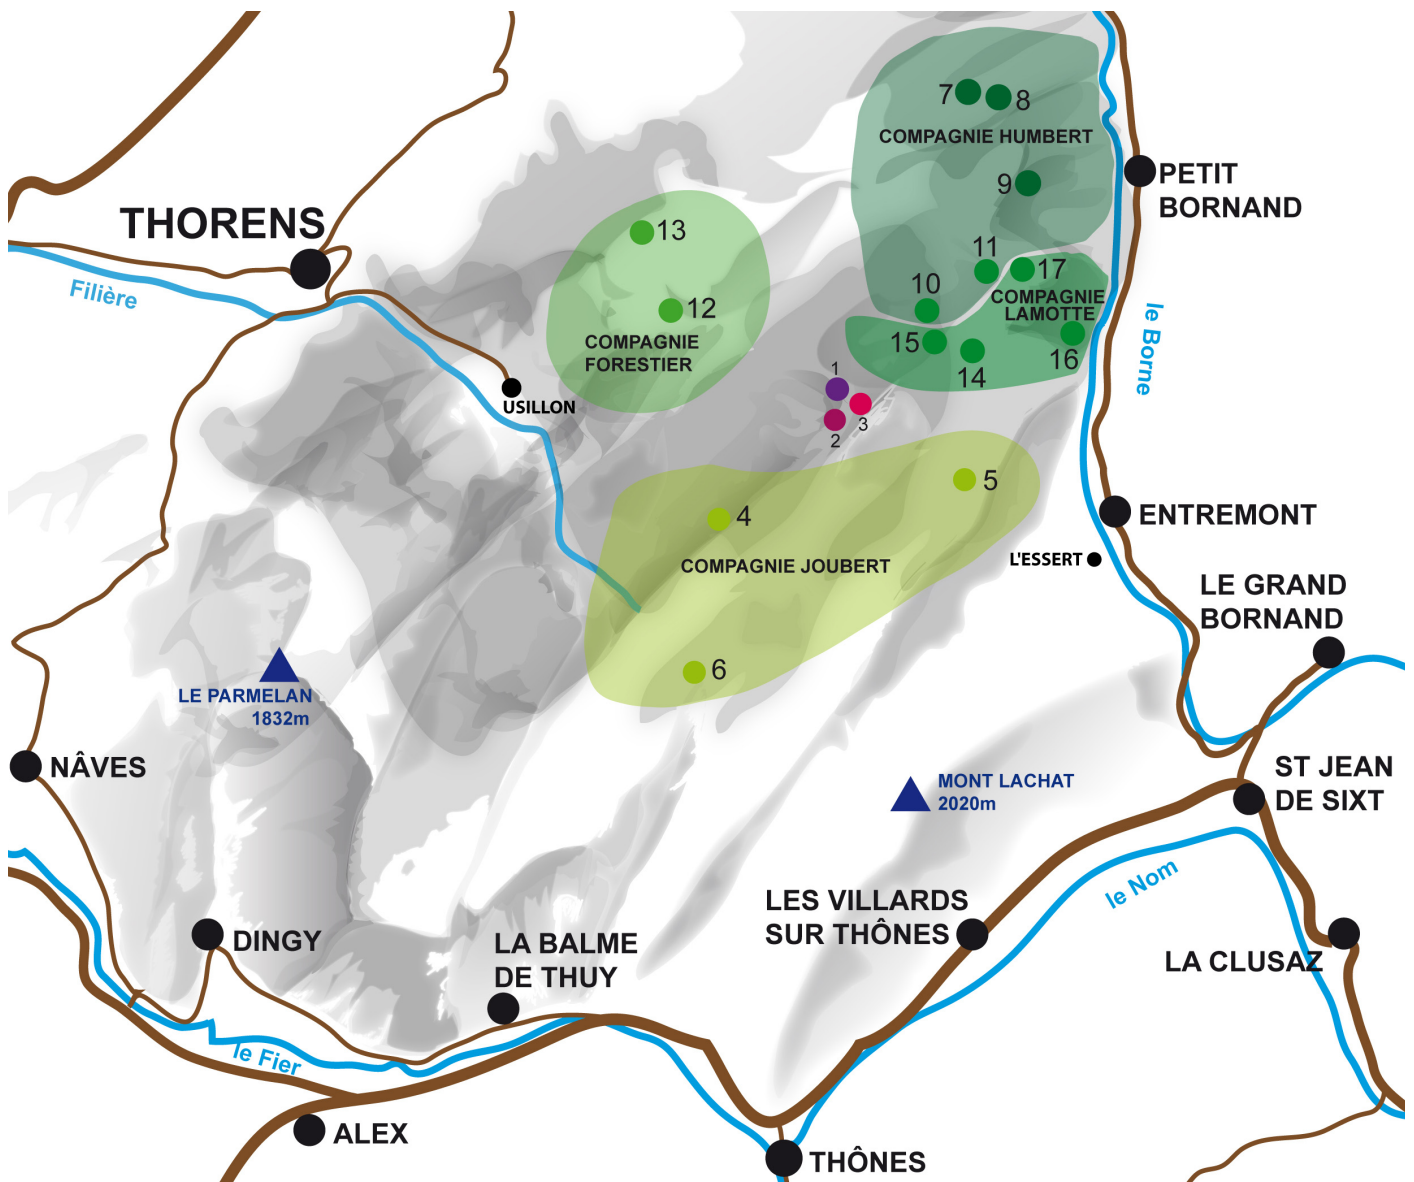 7
8
COMPAGNIE HUMBERT
PETIT
BORNAND
9
THORENS
13
11
17
10
COMPAGNIE
LAMOTTE
Filière
12
COMPAGNIE
FORESTIER
15
14
16
le Borne
1
2
3
USILLON
5
4
ENTREMONT
COMPAGNIE JOUBERT
L'ESSERT
LE GRAND
BORNAND
6
LE PARMELAN
1832m
NÂVES
MONT LACHAT
2020m
ST JEAN
DE SIXT
le Nom
LES VILLARDS
SUR THÔNES
DINGY
LA BALME
DE THUY
LA CLUSAZ
le Fier
ALEX
THÔNES